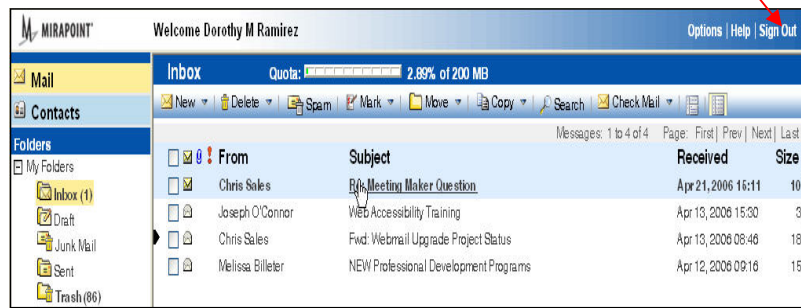 MIRAPOINT Welcome Dorothy M Ramirez Options | Help | Sign Out
Mail
Contacts
Folders
My Folders
Inbox (1)
Draft
Junk Mail
Sent
Trash (86)
Inbox Quota: 2.89% of 200 MB
New Delete Spam Mark Move Copy Search Check Mail
Messages: 1 to 4 of 4 Page: First | Prev | Next | Last
From Subject Received Size
Chris Sales Meeting Maker Question Apr 21, 2006 15:11 10
Joseph O'Connor Web Accessibility Training Apr 13, 2006 15:30 3
Chris Sales Fwd: Webmail Upgrade Project Status Apr 13, 2006 08:46 18
Melissa Billeter NEW Professional Development Programs Apr 12, 2006 09:16 15